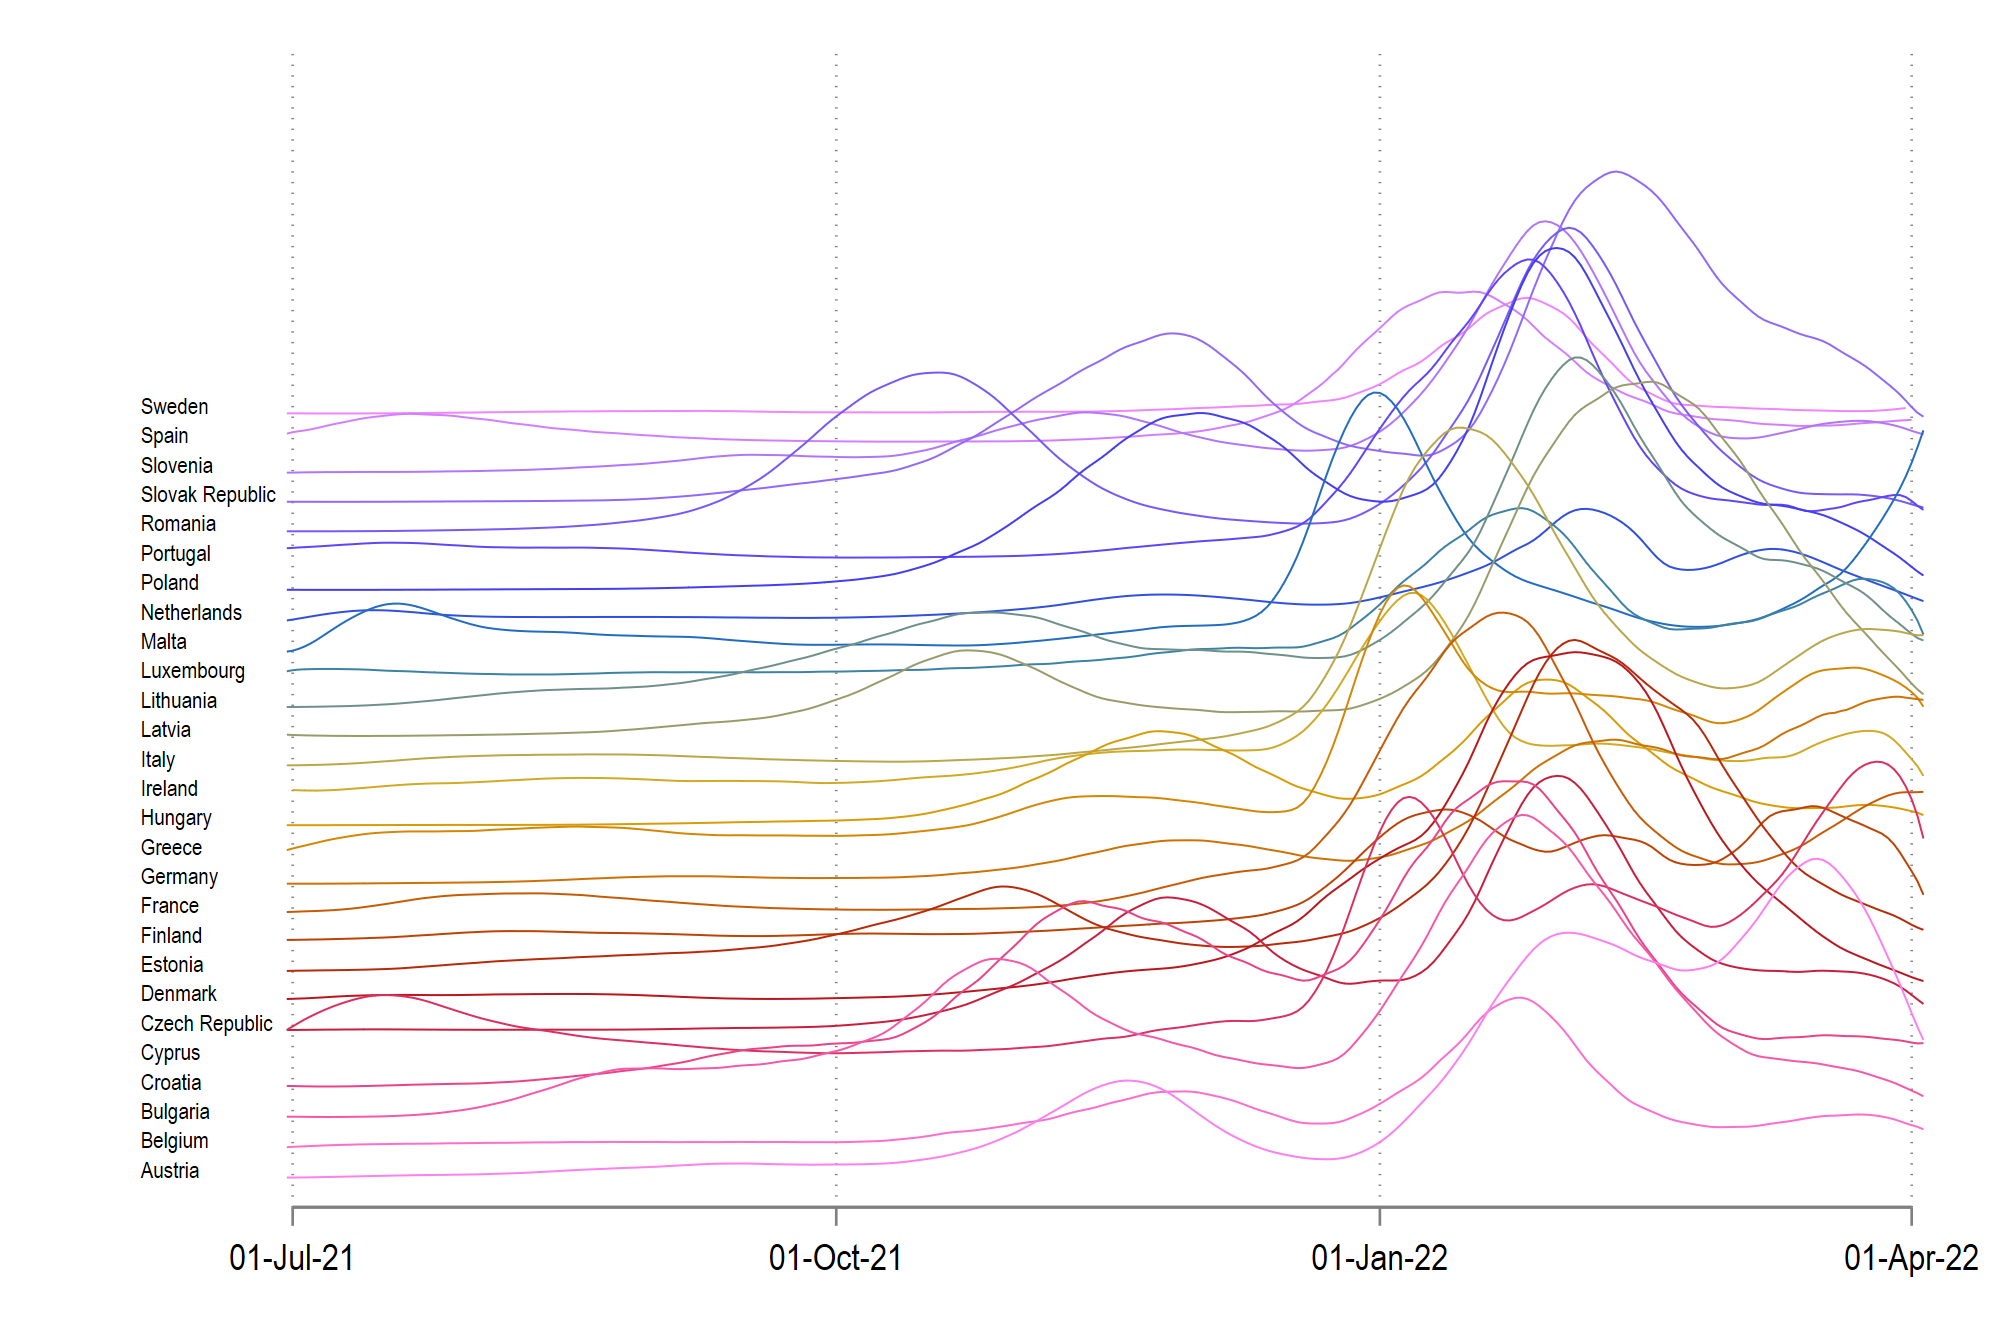 Sweden
Spain
Slovenia
Slovak Republic
Romania
Portugal
Poland
Netherlands
Malta
Luxembourg
Lithuania
Latvia
Italy
Ireland
Hungary
Greece
Germany
France
Finland
Estonia
Denmark
Czech Republic
Cyprus
Croatia
Bulgaria
Belgium
Austria
01-Jul-21 01-Oct-21 01-Jan-22 01-Apr-22